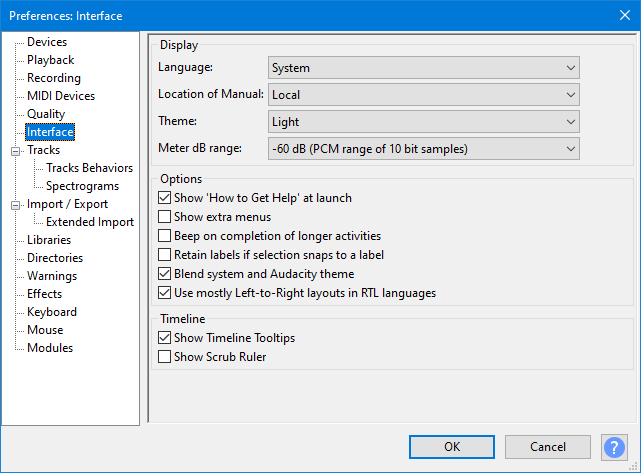 Preferences: Interface
Devices
Playback
Recording
MIDI Devices
Quality
Interface
Tracks
Tracks Behaviors
Spectrograms
Import / Export
Extended Import
Libraries
Directories
Warnings
Effects
Keyboard
Mouse
Modules
Display
Language: System
Location of Manual: Local
Theme: Light
Meter dB range: -60 dB (PCM range of 10 bit samples)
Options
Show 'How to Get Help' at launch
Show extra menus
Beep on completion of longer activities
Retain labels if selection snaps to a label
Blend system and Audacity theme
Use mostly Left-to-Right layouts in RTL languages
Timeline
Show Timeline Tooltips
Show Scrub Ruler
OK Cancel ?